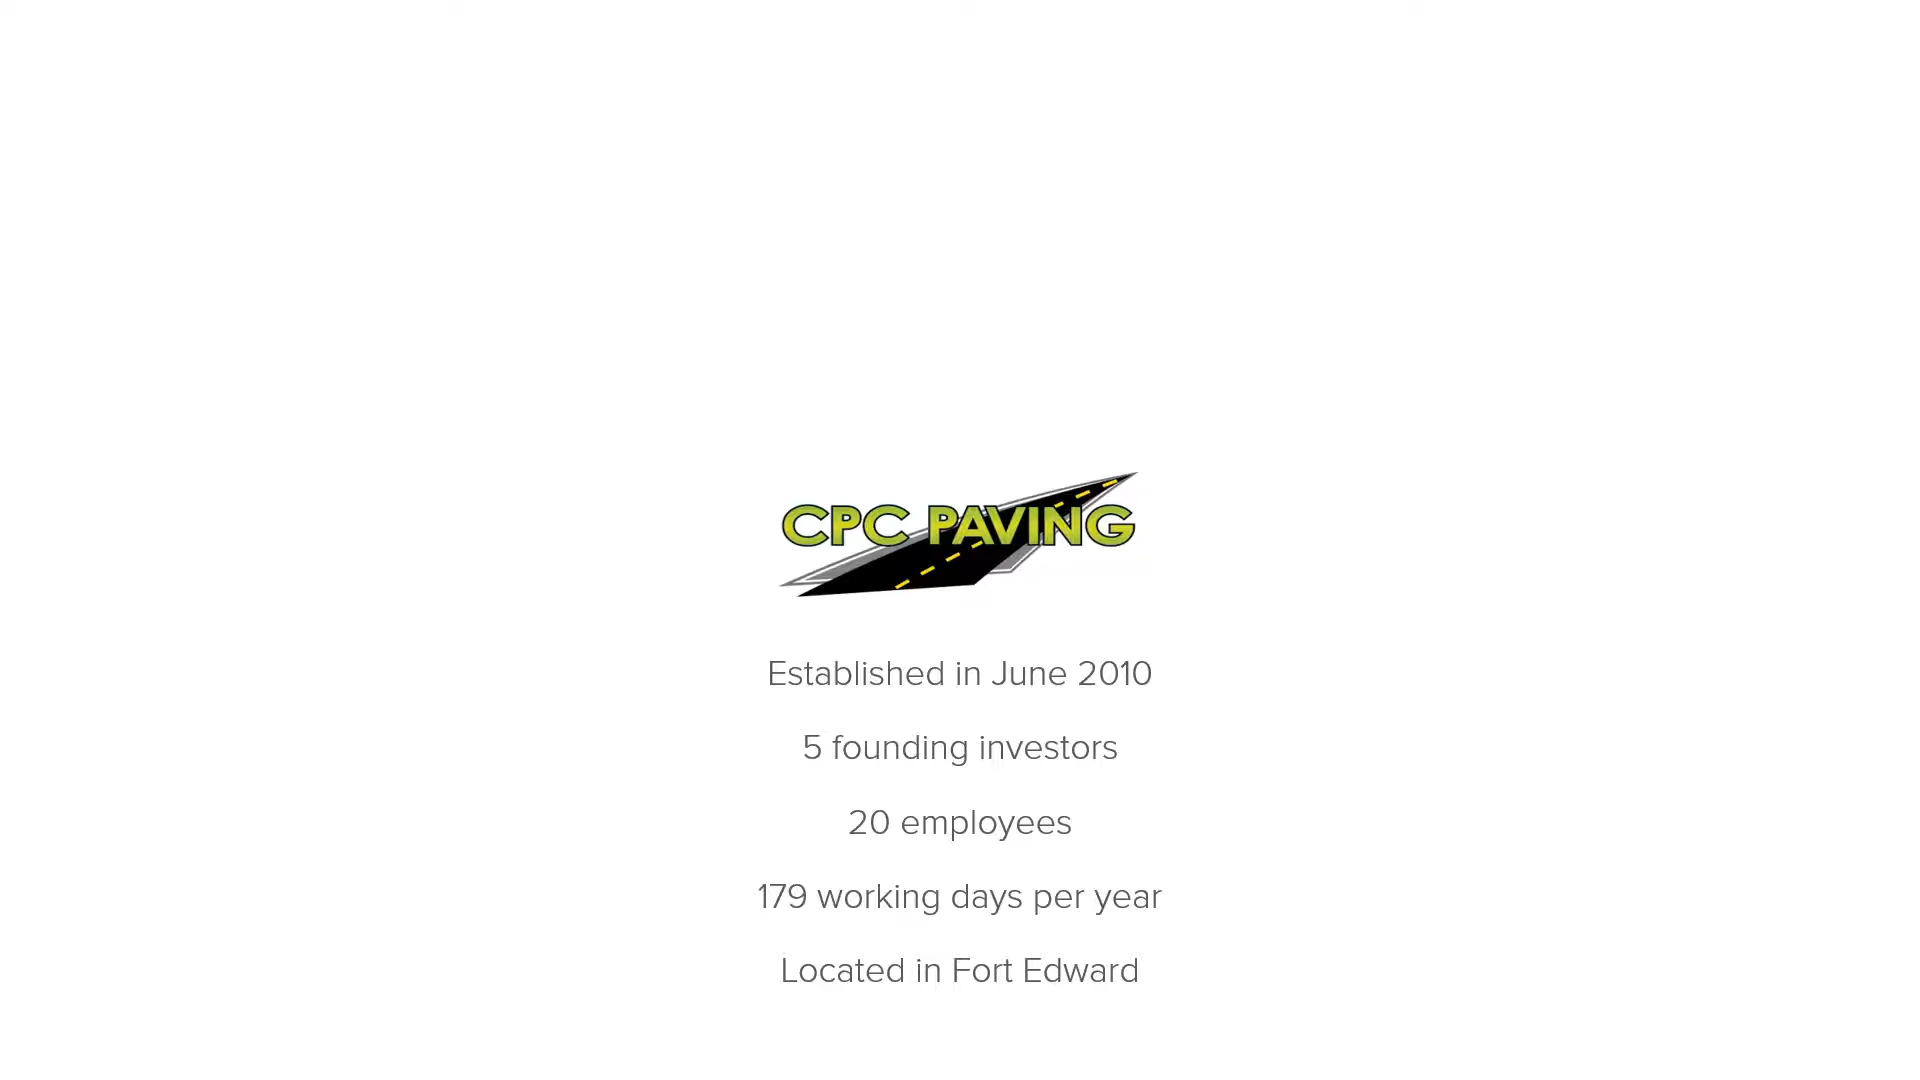 CPC PAVING
Established in June 2010
5 founding investors
20 employees
179 working days per year
Located in Fort Edward